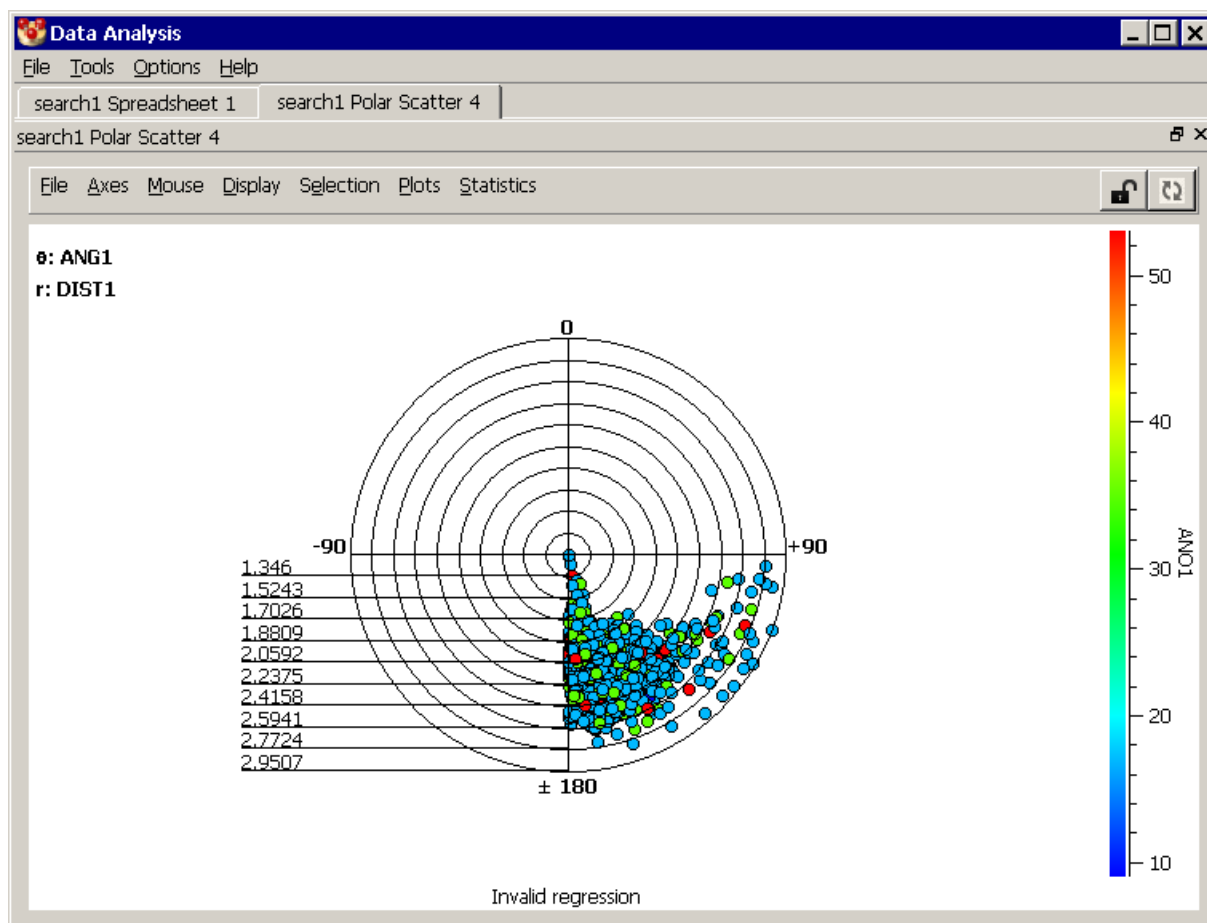 Data Analysis
File Tools Options Help
search1 Spreadsheet 1 search1 Polar Scatter 4
search1 Polar Scatter 4
File Axes Mouse Display Selection Plots Statistics
θ: ANG1
r: DIST1
0
-90
+90
1.346
1.5243
1.7026
1.8809
2.0592
2.2375
2.4158
2.5941
2.7724
2.9507
± 180
50
40
30
20
10
ANO1
Invalid regression